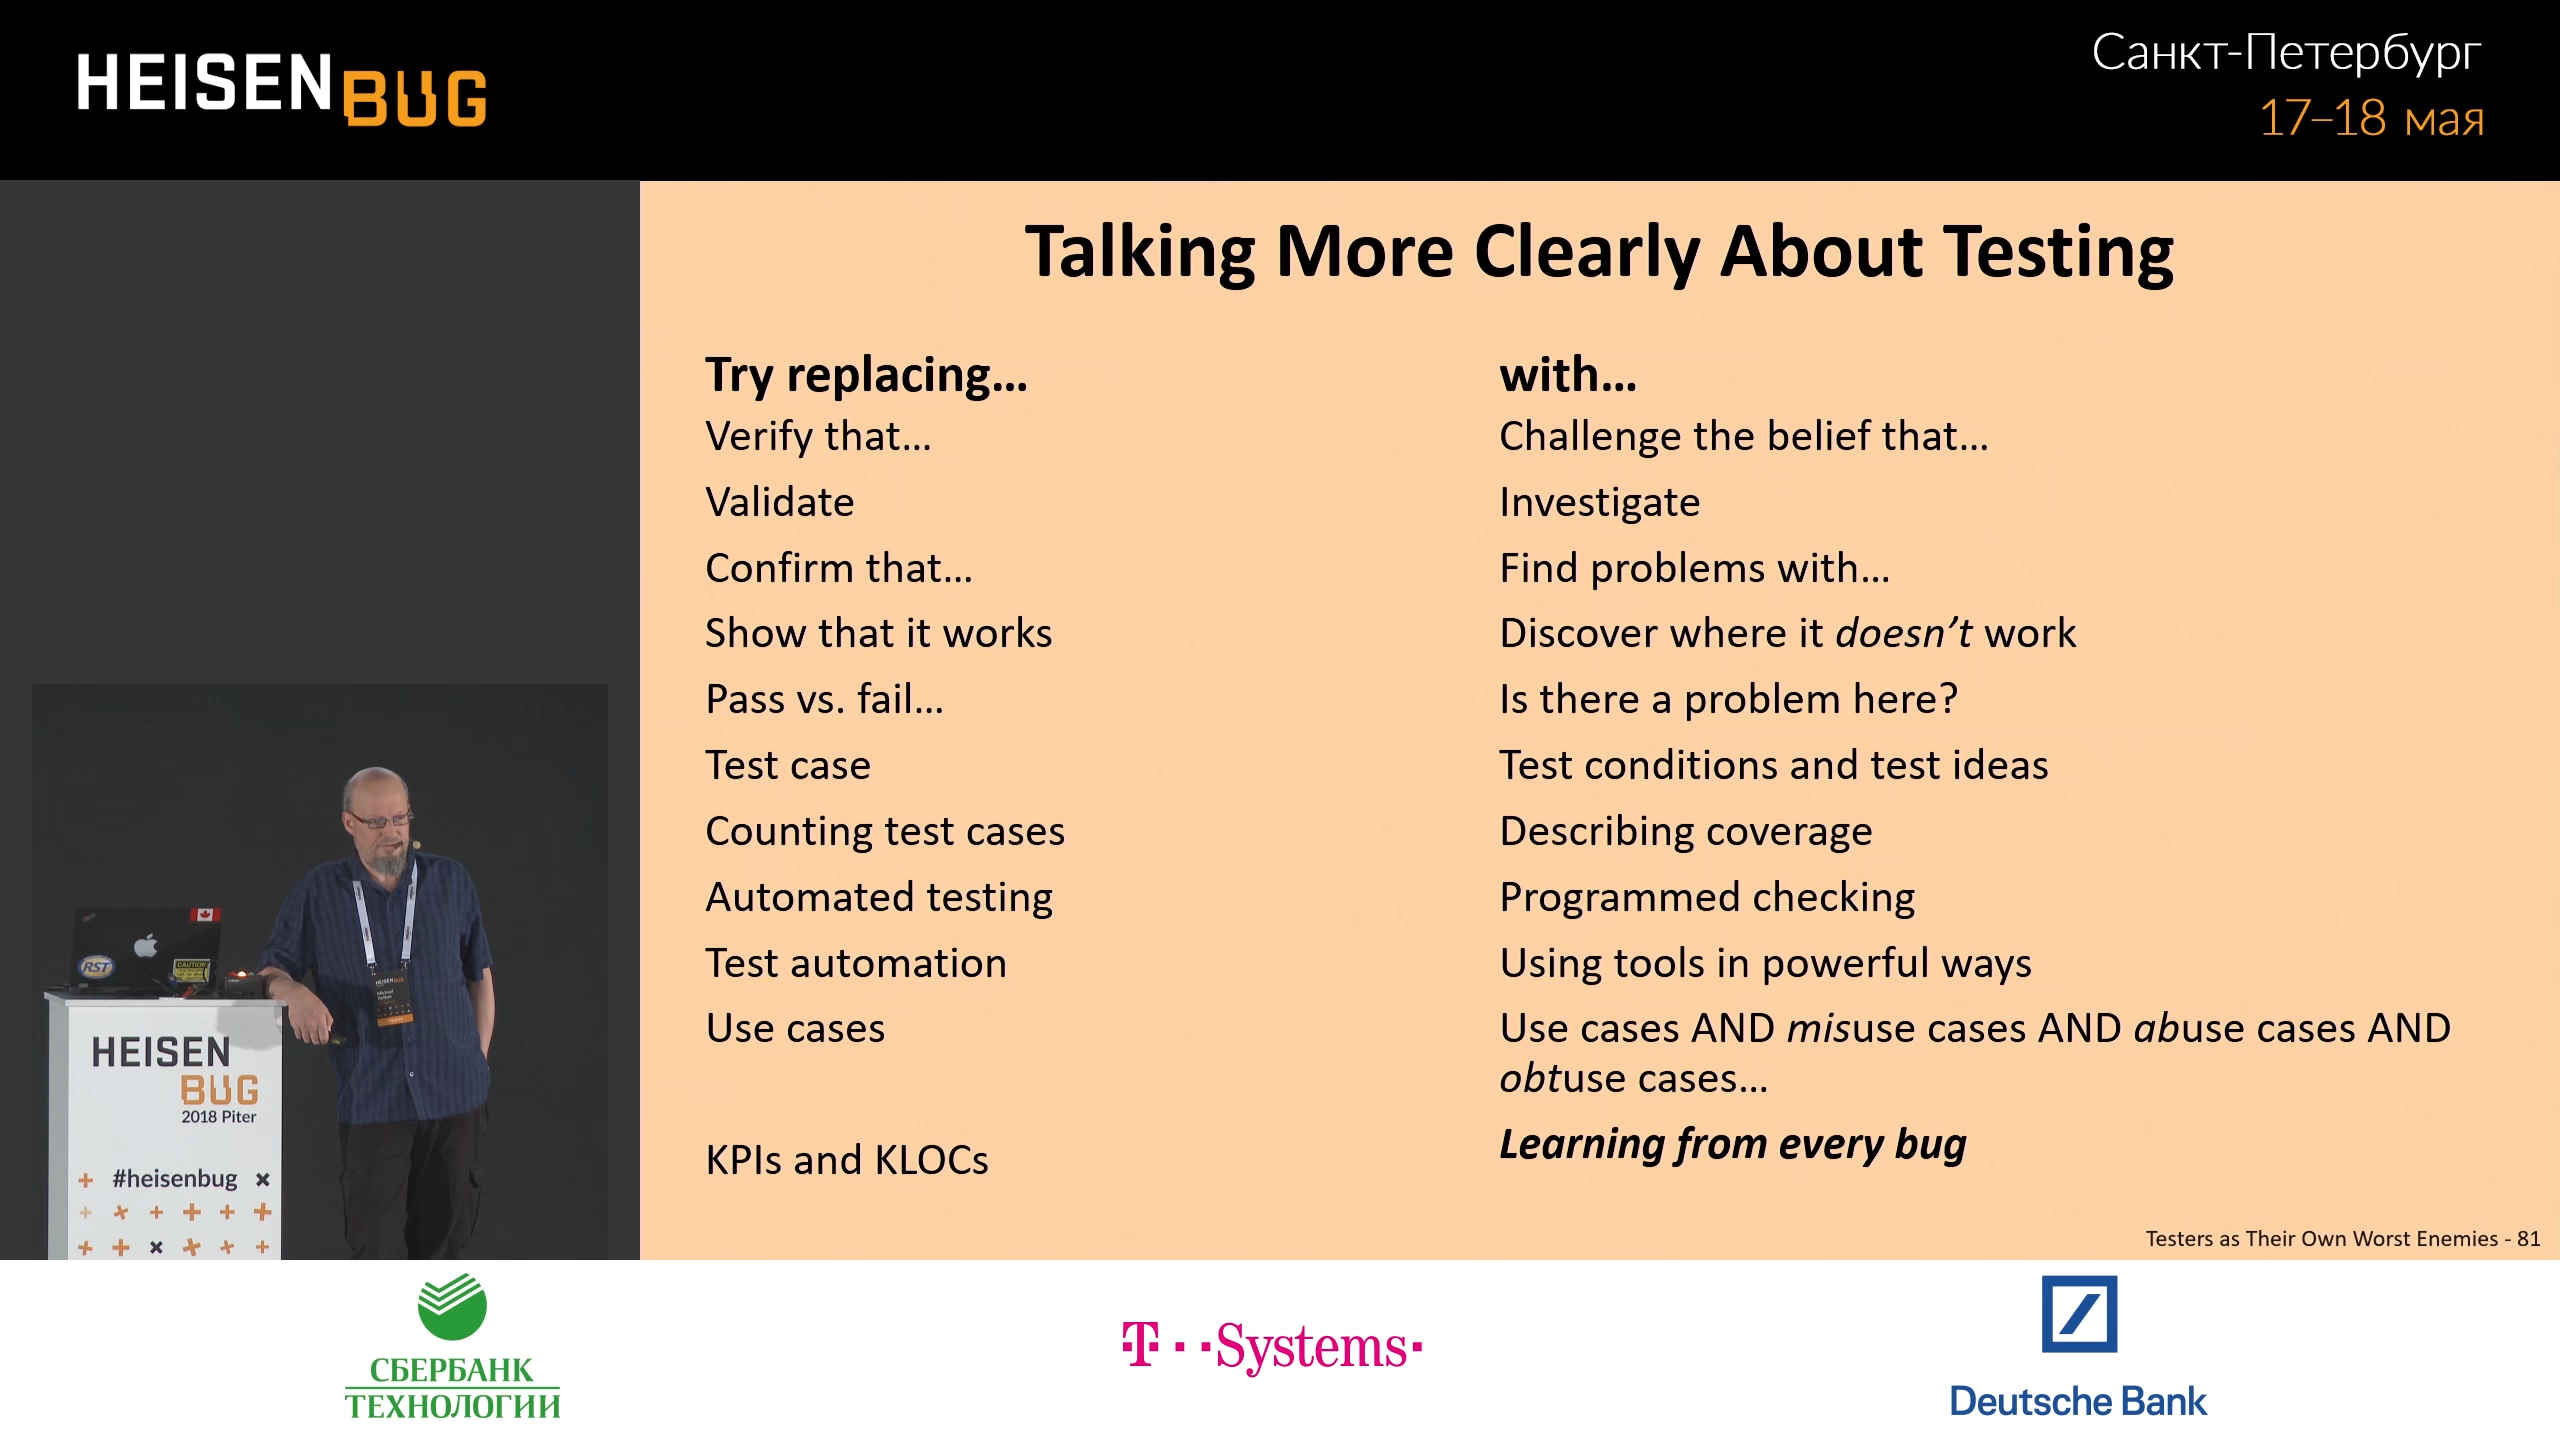 HEISENBUG
Санкт-Петербург
17–18 мая
Talking More Clearly About Testing
Try replacing… with…
Verify that… Challenge the belief that…
Validate Investigate
Confirm that… Find problems with…
Show that it works Discover where it doesn’t work
Pass vs. fail… Is there a problem here?
Test case Test conditions and test ideas
Counting test cases Describing coverage
Automated testing Programmed checking
Test automation Using tools in powerful ways
Use cases Use cases AND misuse cases AND abuse cases AND
obtuse cases…
KPIs and KLOCs Learning from every bug
Testers as Their Own Worst Enemies - 81
RST
CAUTION
HEISEN
BUG
2018 Piter
#heisenbug
HEISENBUG
Michael
СБЕРБАНК
ТЕХНОЛОГИИ
T··Systems·
Deutsche Bank